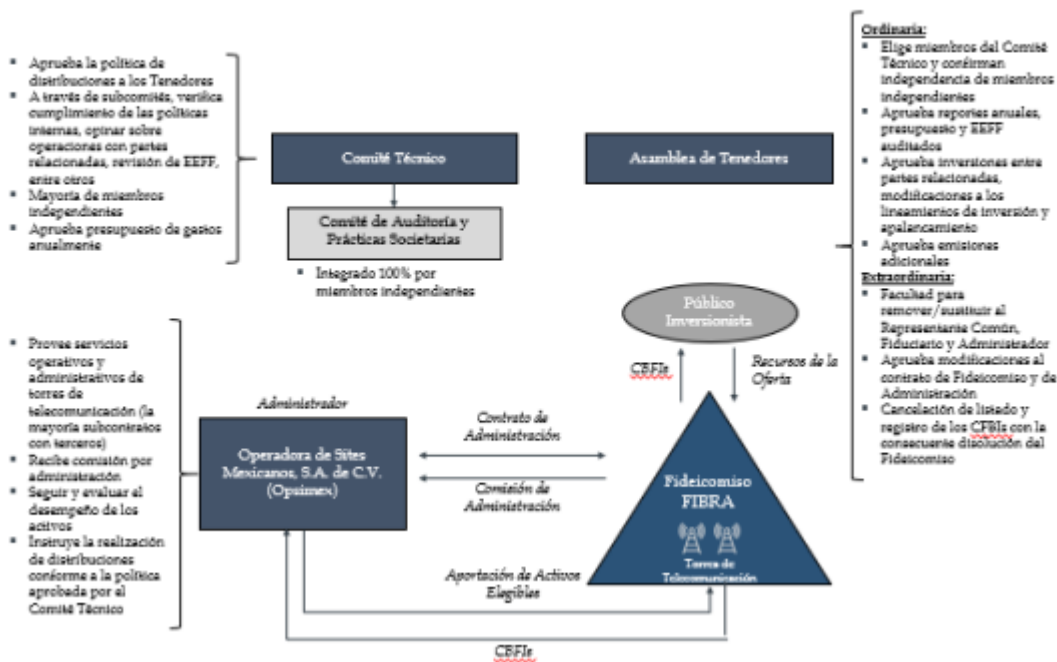 ▪ Aprueba la política de
distribuciones a los Tenedores
▪ A través de subcomités, verifica
cumplimiento de las políticas
internas, opinar sobre
operaciones con partes
relacionadas, revisión de EEFF,
entre otros
▪ Mayoría de miembros
independientes
▪ Aprueba presupuesto de gastos
anualmente
Comité Técnico
Comité de Auditoría y
Prácticas Societarias
▪ Integrado 100% por
miembros independientes
Asamblea de Tenedores
Ordinaria:
▪ Elige miembros del Comité
Técnico y confirman
independencia de miembros
independientes
▪ Aprueba reportes anuales,
presupuesto y EEFF
auditados
▪ Aprueba inversiones entre
partes relacionadas,
modificaciones a los
lineamientos de inversión y
apalancamiento
▪ Aprueba emisiones
adicionales
Extraordinaria:
▪ Facultad para
remover/sustituir al
Representante Común,
Fiduciario y Administrador
▪ Aprueba modificaciones al
contrato de Fideicomiso y de
Administración
▪ Cancelación de listado y
registro de los CFBIs con la
consecuente disolución del
Fideicomiso
Público
Inversionista
CBFIs
Recursos de la
Oferta
▪ Provee servicios
operativos y
administrativos de
torres de
telecomunicación (la
mayoría subcontratos
con terceros)
▪ Recibe comisión por
administración
▪ Seguir y evaluar el
desempeño de los
activos
▪ Instruye la realización
de distribuciones
conforme a la política
aprobada por el
Comité Técnico
Administrador
Operadora de Sites
Mexicanos, S.A. de C.V.
(Opsimex)
Contrato de
Administración
Comisión de
Administración
Fideicomiso
FIBRA
Torres de
Telecomunicación
Aportación de Activos
Elegibles
CBFIs